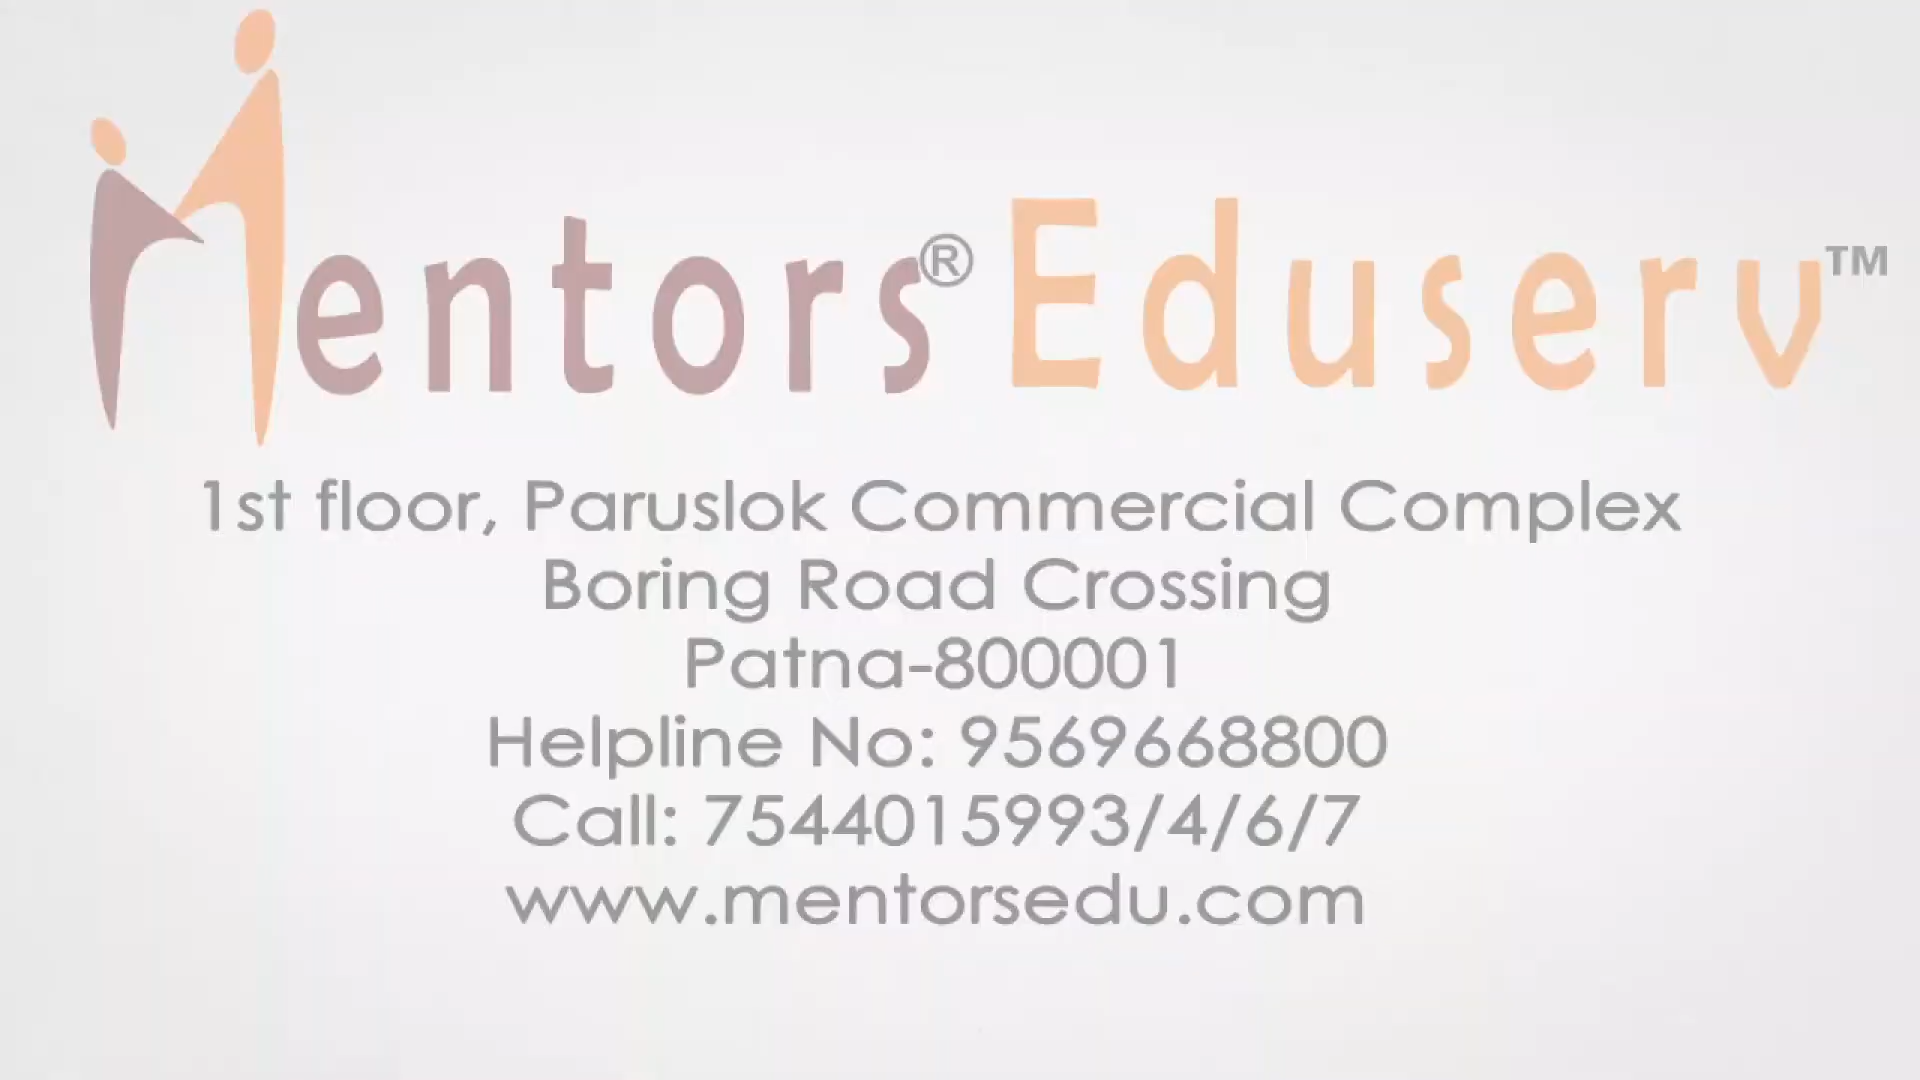 Mentors® Eduserv™
1st floor, Paruslok Commercial Complex
Boring Road Crossing
Patna-800001
Helpline No: 9569668800
Call: 7544015993/4/6/7
www.mentorsedu.com